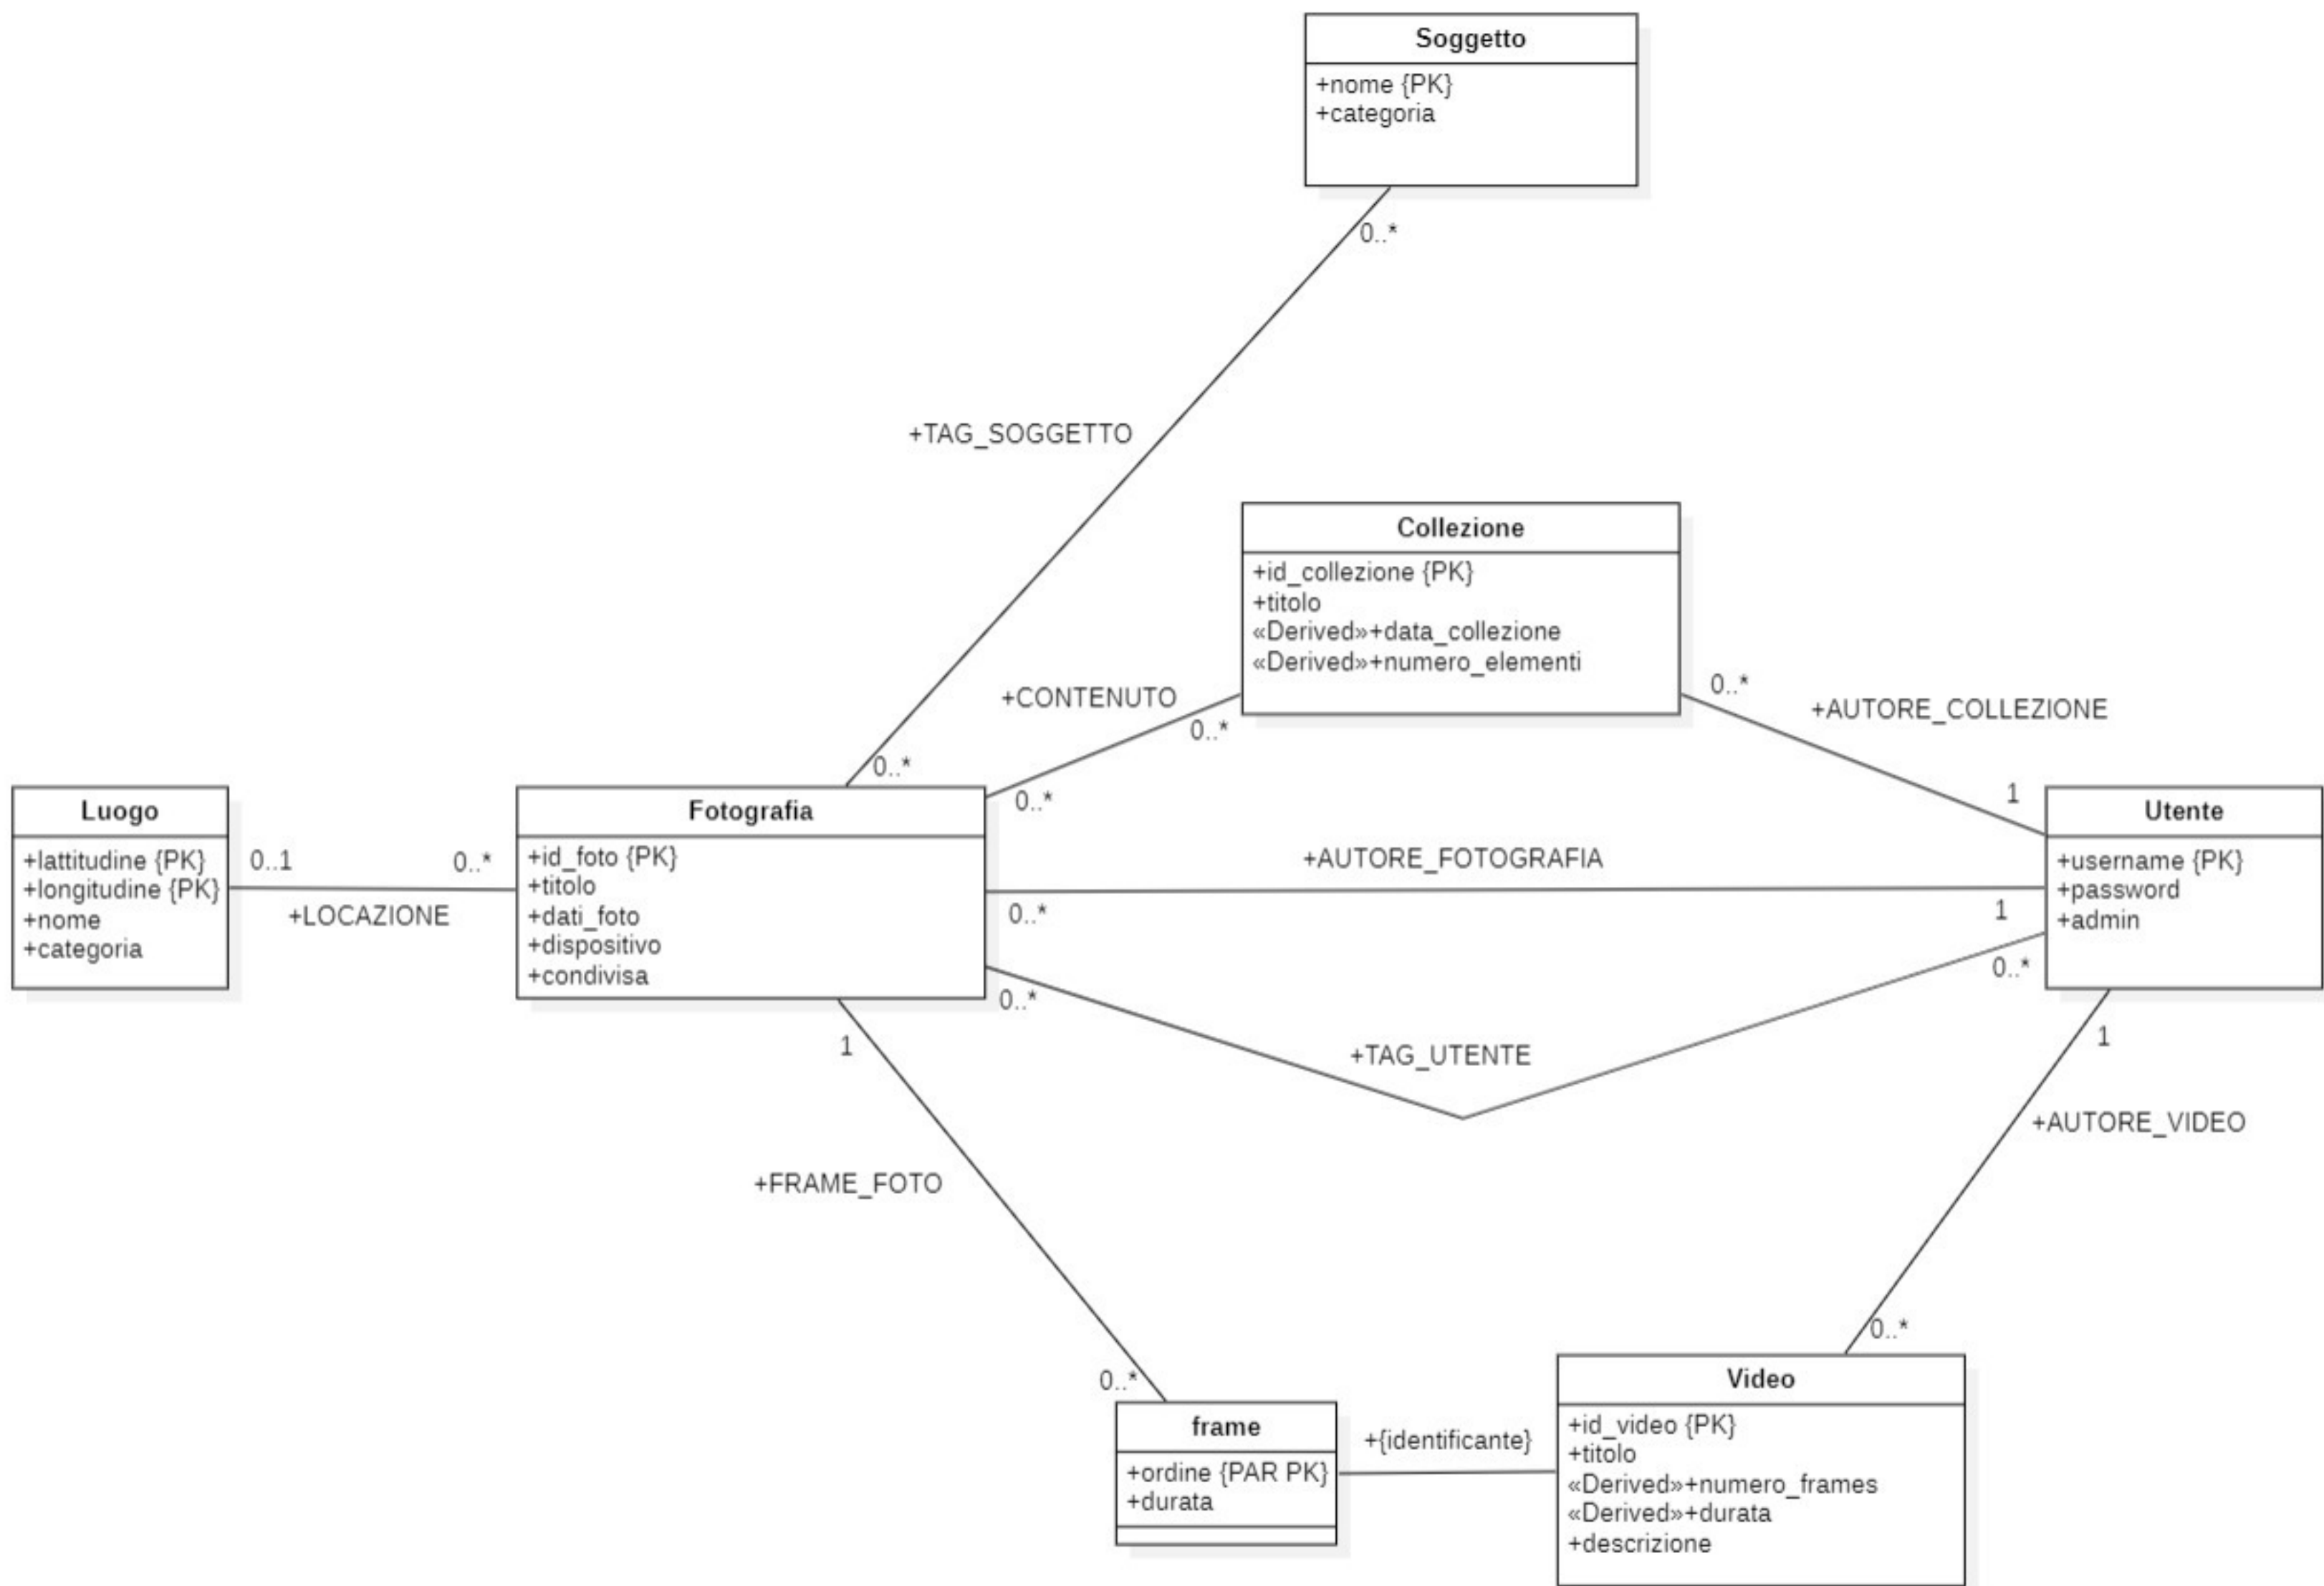 Soggetto
+nome {PK}
+categoria
0..*
+TAG_SOGGETTO
0..*
Collezione
+id_collezione {PK}
+titolo
«Derived»+data_collezione
«Derived»+numero_elementi
+CONTENUTO
0..*
0..*
0..*
+AUTORE_COLLEZIONE
1
Luogo
+lattitudine {PK}
+longitudine {PK}
+nome
+categoria
0..1
0..*
+LOCAZIONE
Fotografia
+id_foto {PK}
+titolo
+dati_foto
+dispositivo
+condivisa
+AUTORE_FOTOGRAFIA
0..*
1
Utente
+username {PK}
+password
+admin
0..*
0..*
+TAG_UTENTE
1
+FRAME_FOTO
0..*
1
+AUTORE_VIDEO
0..*
frame
+ordine {PAR PK}
+durata
+{identificante}
Video
+id_video {PK}
+titolo
«Derived»+numero_frames
«Derived»+durata
+descrizione